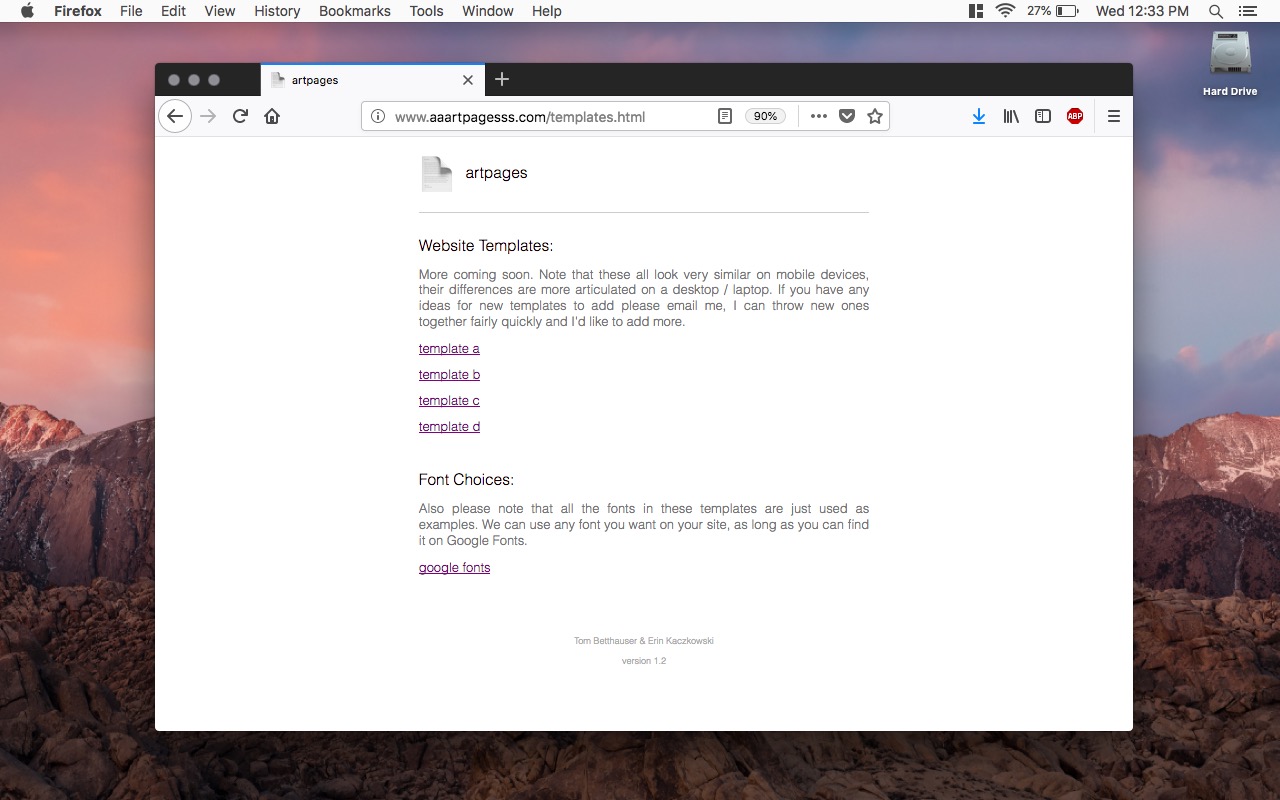 Firefox File Edit View History Bookmarks Tools Window Help 27% Wed 12:33 PM
Hard Drive
artpages
www.aaartpagesss.com/templates.html 90% ABP
artpages
Website Templates:
More coming soon. Note that these all look very similar on mobile devices,
their differences are more articulated on a desktop / laptop. If you have any
ideas for new templates to add please email me, I can throw new ones
together fairly quickly and I'd like to add more.
template a
template b
template c
template d
Font Choices:
Also please note that all the fonts in these templates are just used as
examples. We can use any font you want on your site, as long as you can find
it on Google Fonts.
google fonts
Tom Betthauser & Erin Kaczkowski
version 1.2